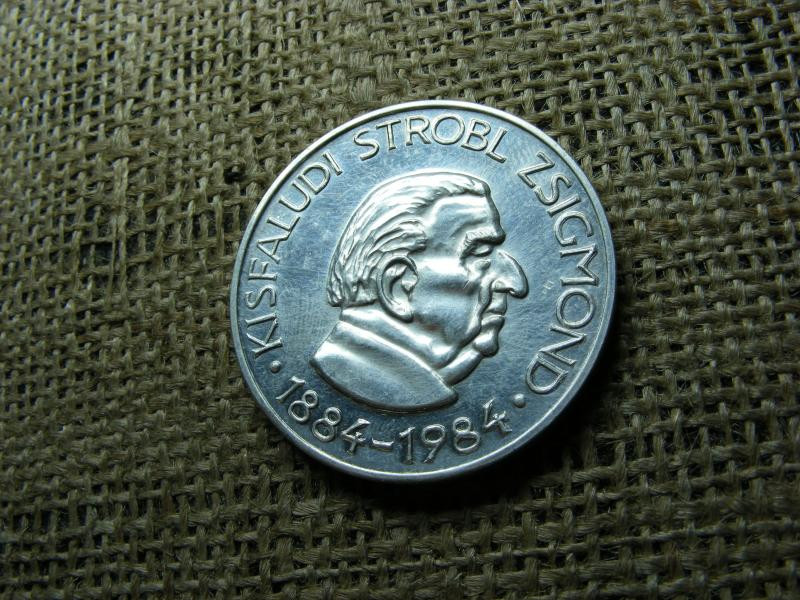 · KISFALUDI STROBL ZSIGMOND ·
1884-1984